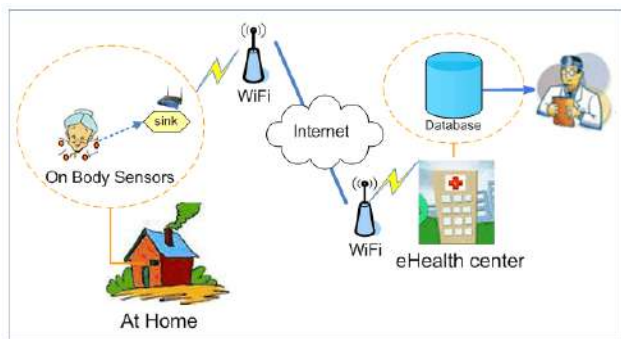 WiFi
sink
On Body Sensors
At Home
Internet
WiFi
Database
eHealth center